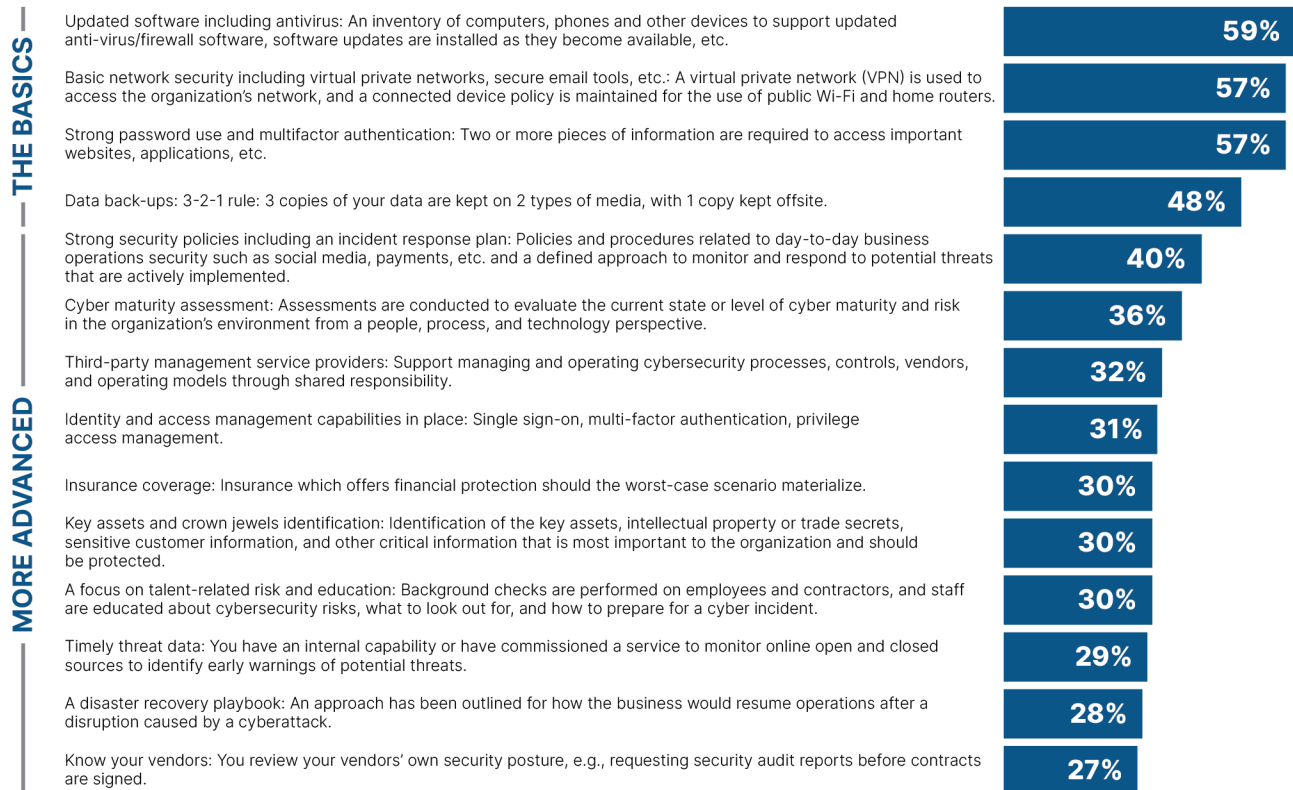 THE BASICS
Updated software including antivirus: An inventory of computers, phones and other devices to support updated
anti-virus/firewall software, software updates are installed as they become available, etc.
59%
Basic network security including virtual private networks, secure email tools, etc.: A virtual private network (VPN) is used to
access the organization’s network, and a connected device policy is maintained for the use of public Wi-Fi and home routers.
57%
Strong password use and multifactor authentication: Two or more pieces of information are required to access important
websites, applications, etc.
57%
Data back-ups: 3-2-1 rule: 3 copies of your data are kept on 2 types of media, with 1 copy kept offsite.
48%
MORE ADVANCED
Strong security policies including an incident response plan: Policies and procedures related to day-to-day business
operations security such as social media, payments, etc. and a defined approach to monitor and respond to potential threats
that are actively implemented.
40%
Cyber maturity assessment: Assessments are conducted to evaluate the current state or level of cyber maturity and risk
in the organization’s environment from a people, process, and technology perspective.
36%
Third-party management service providers: Support managing and operating cybersecurity processes, controls, vendors,
and operating models through shared responsibility.
32%
Identity and access management capabilities in place: Single sign-on, multi-factor authentication, privilege
access management.
31%
Insurance coverage: Insurance which offers financial protection should the worst-case scenario materialize.
30%
Key assets and crown jewels identification: Identification of the key assets, intellectual property or trade secrets,
sensitive customer information, and other critical information that is most important to the organization and should
be protected.
30%
A focus on talent-related risk and education: Background checks are performed on employees and contractors, and staff
are educated about cybersecurity risks, what to look out for, and how to prepare for a cyber incident.
30%
Timely threat data: You have an internal capability or have commissioned a service to monitor online open and closed
sources to identify early warnings of potential threats.
29%
A disaster recovery playbook: An approach has been outlined for how the business would resume operations after a
disruption caused by a cyberattack.
28%
Know your vendors: You review your vendors’ own security posture, e.g., requesting security audit reports before contracts
are signed.
27%